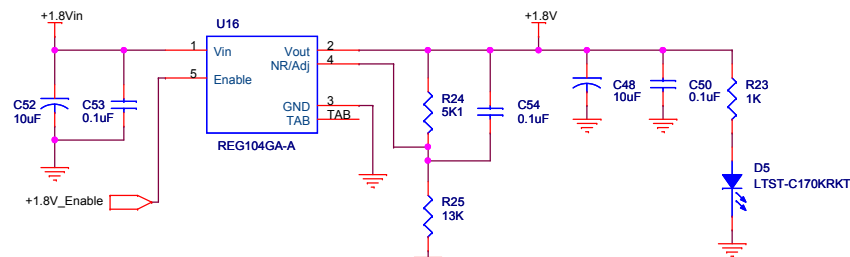 +1.8Vin
+1.8V
U16
1
Vin
Vout
2
NR/Adj
4
5
Enable
GND
3
TAB
TAB
REG104GA-A
C52
10uF
C53
0.1uF
R24
5K1
C54
0.1uF
C48
10uF
C50
0.1uF
R23
1K
D5
LTST-C170KRKT
+1.8V_Enable
R25
13K